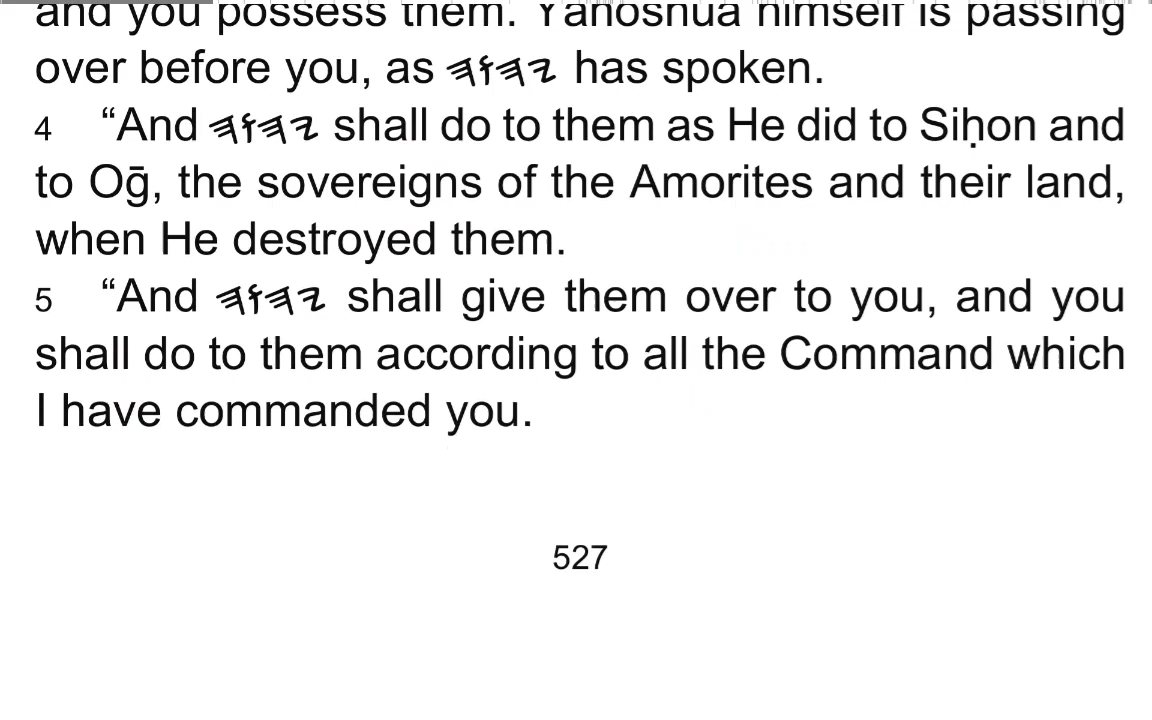 and you possess them. Yahoshua himself is passing
over before you, as 𐤉𐤄𐤅𐤄 has spoken.
4 “And 𐤉𐤄𐤅𐤄 shall do to them as He did to Siḥon and
to Oḡ, the sovereigns of the Amorites and their land,
when He destroyed them.
5 “And 𐤉𐤄𐤅𐤄 shall give them over to you, and you
shall do to them according to all the Command which
I have commanded you.
527